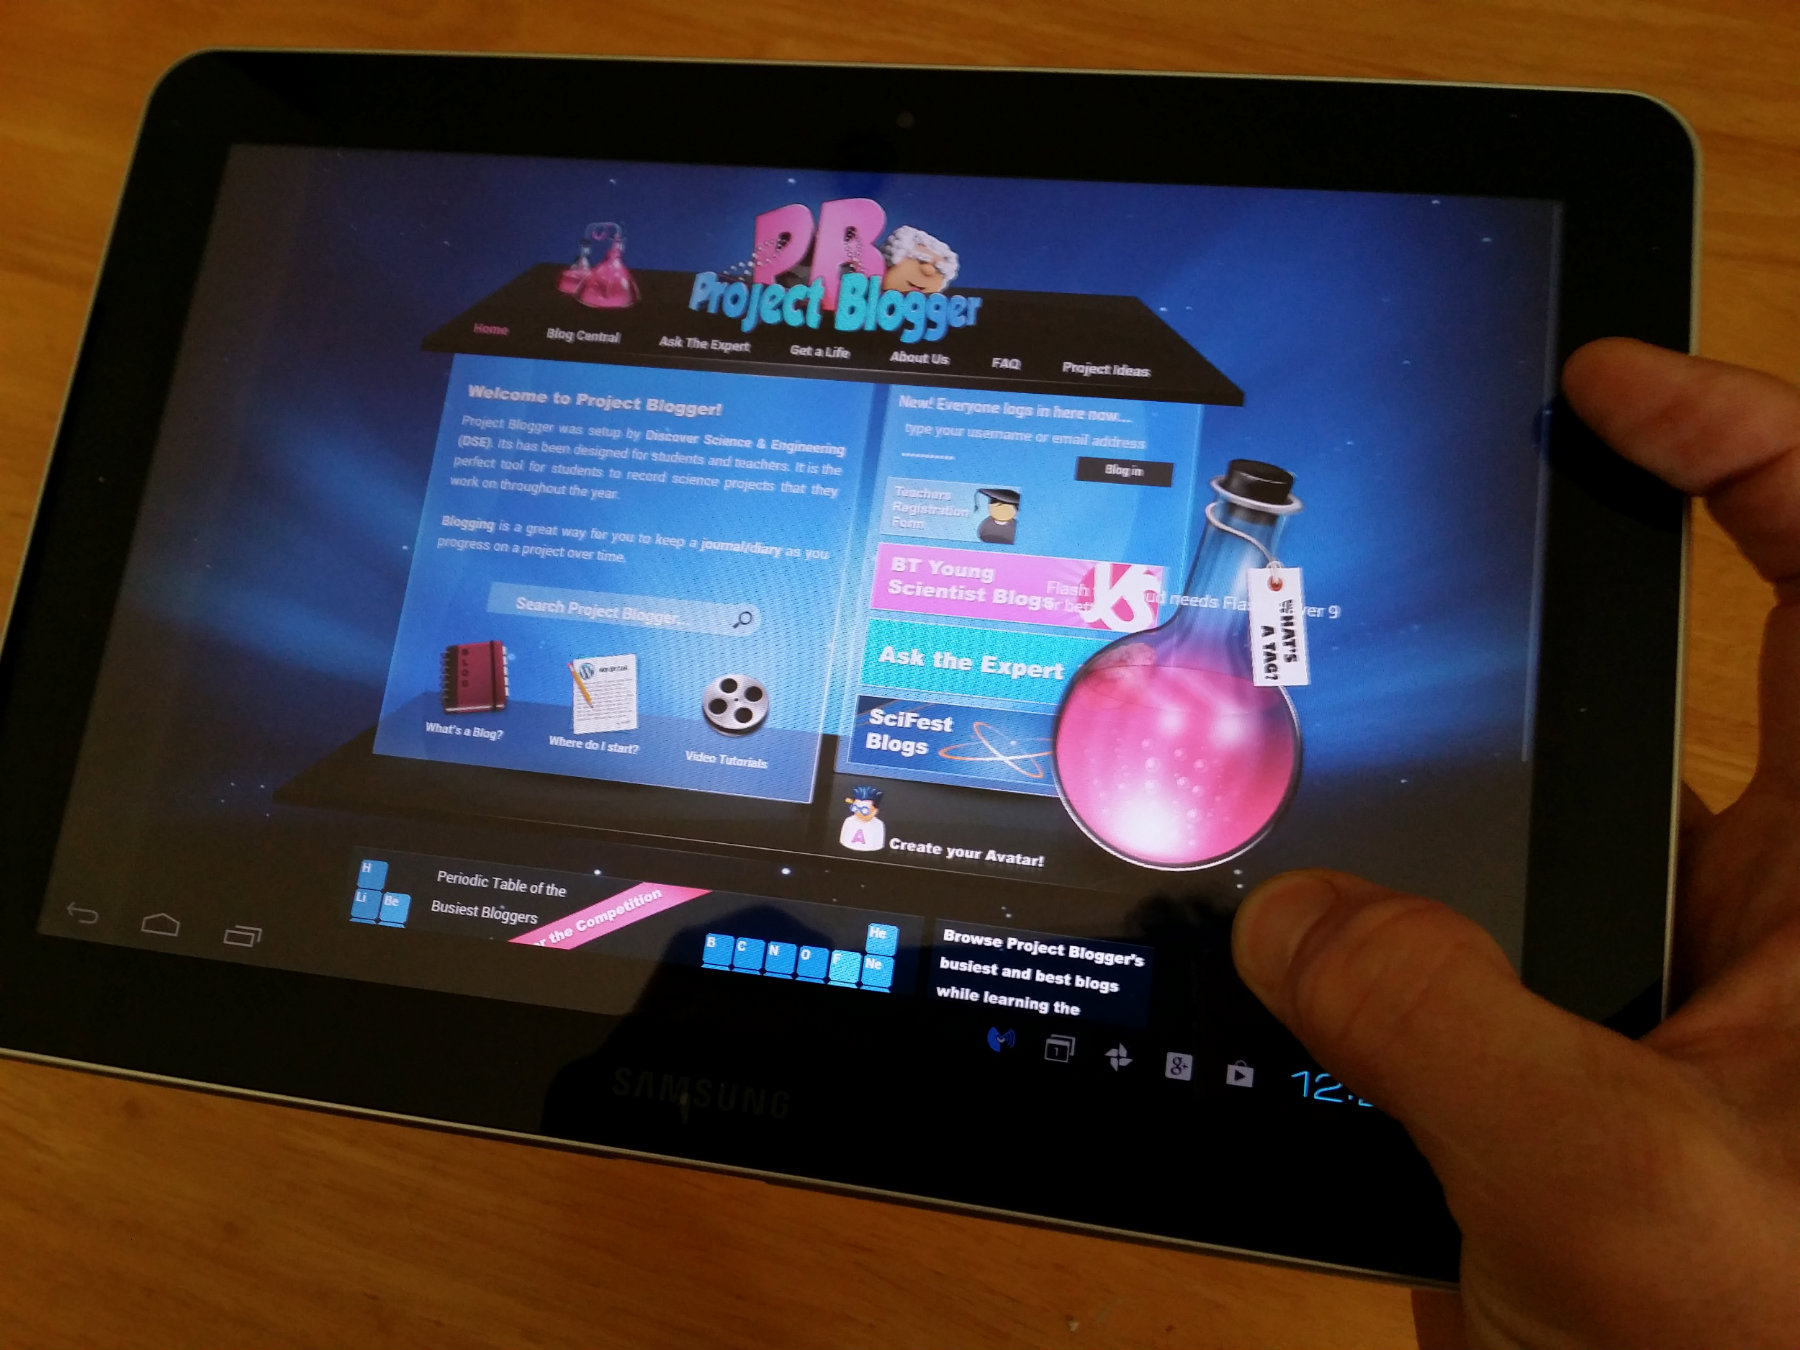 PB
Project Blogger
Home
Blog Central
Ask The Expert
Get a Life
About Us
FAQ
Project Ideas
Welcome to Project Blogger!
Project Blogger was setup by Discover Science & Engineering
(DSE). Its has been designed for students and teachers. It is the
perfect tool for students to record science projects that they
work on throughout the year.
Blogging is a great way for you to keep a journal/diary as you
progress on a project over time.
Search Project Blogger...
BLOG
What's a Blog?
Where do I start?
Video Tutorials
New! Everyone logs in here now...
type your username or email address
Blog in
Teachers
Registration
Form
BT Young
Scientist Blogs
Flash
ud needs Fla
yer 9
or bet
YS
Ask the Expert
SciFest
Blogs
WHAT'S
A TAG?
A
Create your Avatar!
H
Li Be
Periodic Table of the
Busiest Bloggers
r the Competition
He
B C N O F Ne
Browse Project Blogger's
busiest and best blogs
while learning the
1
g+
12:
SAMSUNG